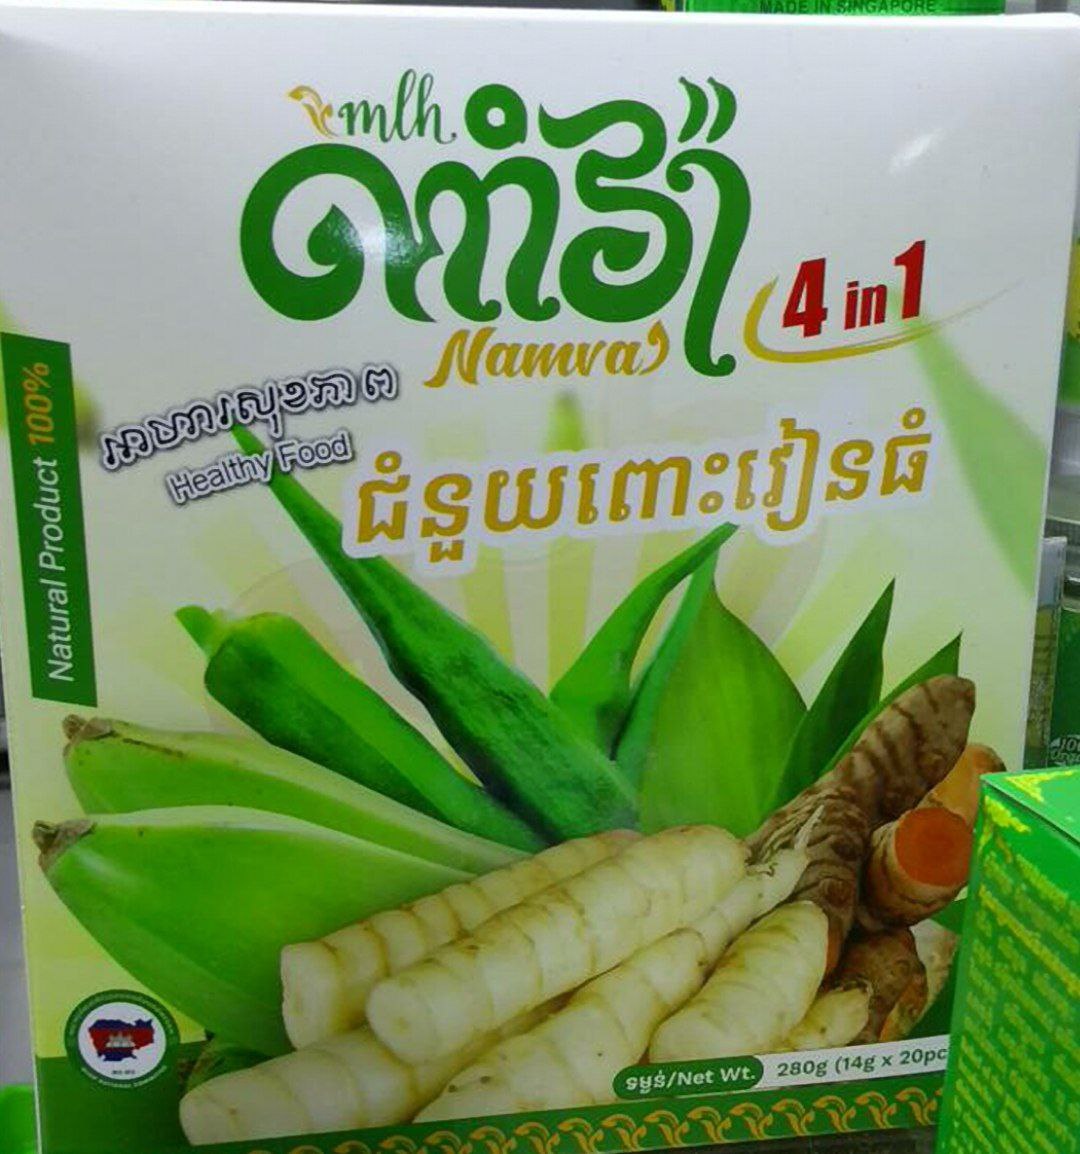 MADE IN SINGAPORE
mlh
ណាំវ៉ា
Namva
4 in 1
Natural Product 100%
អាហារសុខភាព
Healthy Food
ជំនួយពោះវៀនធំ
ទម្ងន់/Net Wt. 280g (14g x 20pc